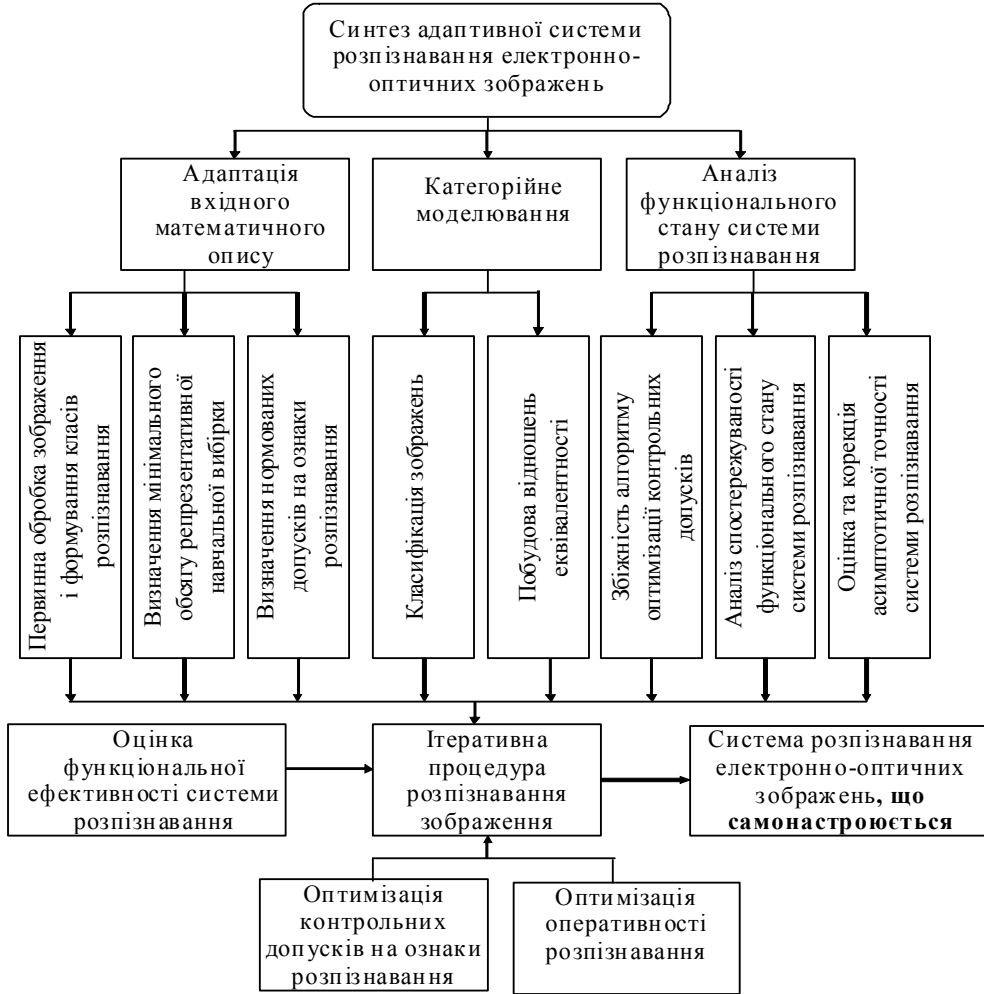 Синтез адаптивної системи
розпізнавання електронно-
оптичних зображень
Адаптація
вхідного
математичного
опису
Категорійне
моделювання
Аналіз
функціонального
стану системи
розпізнавання
Первинна обробка зображення
і формування класів
розпізнавання
Визначення мінімального
обсягу репрезентативної
навчальної вибірки
Визначення нормованих
допусків на ознаки
розпізнавання
Класифікація зображень
Побудова відношень
еквівалентності
Збіжність алгоритму
оптимізації контрольних
допусків
Аналіз спостережуваності
функціонального стану
системи розпізнавання
Оцінка та корекція
асимптотичної точності
системи розпізнавання
Оцінка
функціональної
ефективності системи
розпізнавання
Ітеративна
процедура
розпізнавання
зображення
Система розпізнавання
електронно-оптичних
зображень, що
самонастроюється
Оптимізація
контрольних
допусків на ознаки
розпізнавання
Оптимізація
оперативності
розпізнавання